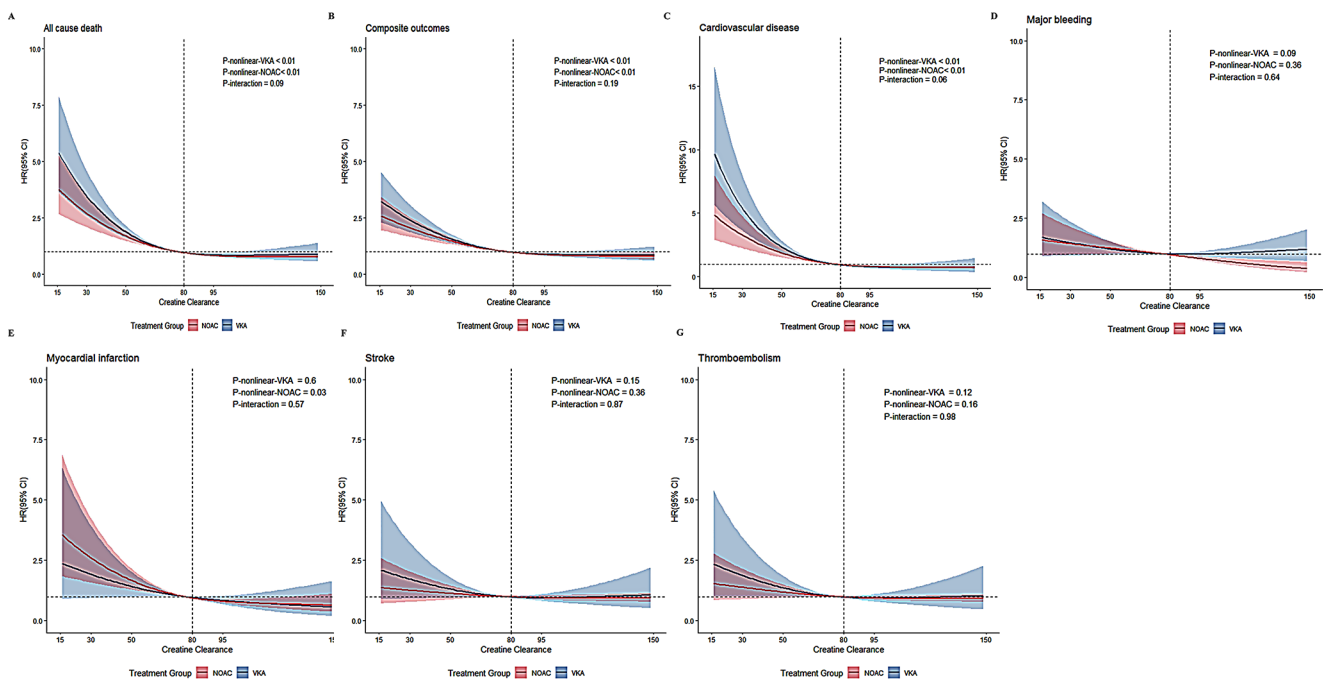 A
All cause death
P-nonlinear-VKA < 0.01
P-nonlinear-NOAC< 0.01
P-interaction = 0.09
HR(95% CI)
10.0
7.5
5.0
2.5
0.0
15 30 50 80 95 150
Creatine Clearance
Treatment Group NOAC VKA
B
Composite outcomes
P-nonlinear-VKA < 0.01
P-nonlinear-NOAC<0.01
P-interaction = 0.19
HR(95% CI)
10.0
7.5
5.0
2.5
0.0
15 30 50 80 95 150
Creatine Clearance
Treatment Group NOAC VKA
C
Cardiovascular disease
P-nonlinear-VKA < 0.01
P-nonlinear-NOAC< 0.01
P-interaction = 0.06
HR(95% CI)
15
10
5
0
15 30 50 80 95 150
Creatine Clearance
Treatment Group NOAC VKA
D
Major bleeding
P-nonlinear-VKA = 0.09
P-nonlinear-NOAC = 0.36
P-interaction = 0.64
HR(95% CI)
10.0
7.5
5.0
2.5
0.0
15 30 50 80 95 150
Creatine Clearance
Treatment Group NOAC VKA
E
Myocardial infarction
P-nonlinear-VKA = 0.6
P-nonlinear-NOAC = 0.03
P-interaction = 0.57
HR(95% CI)
10.0
7.5
5.0
2.5
0.0
15 30 50 80 95 150
Creatine Clearance
Treatment Group NOAC VKA
F
Stroke
P-nonlinear-VKA = 0.15
P-nonlinear-NOAC = 0.36
P-interaction = 0.87
HR(95% CI)
10.0
7.5
5.0
2.5
0.0
15 30 50 80 95 150
Creatine Clearance
Treatment Group NOAC VKA
G
Thromboembolism
P-nonlinear-VKA = 0.12
P-nonlinear-NOAC = 0.16
P-interaction = 0.98
HR(95% CI)
10.0
7.5
5.0
2.5
0.0
15 30 50 80 95 150
Creatine Clearance
Treatment Group NOAC VKA